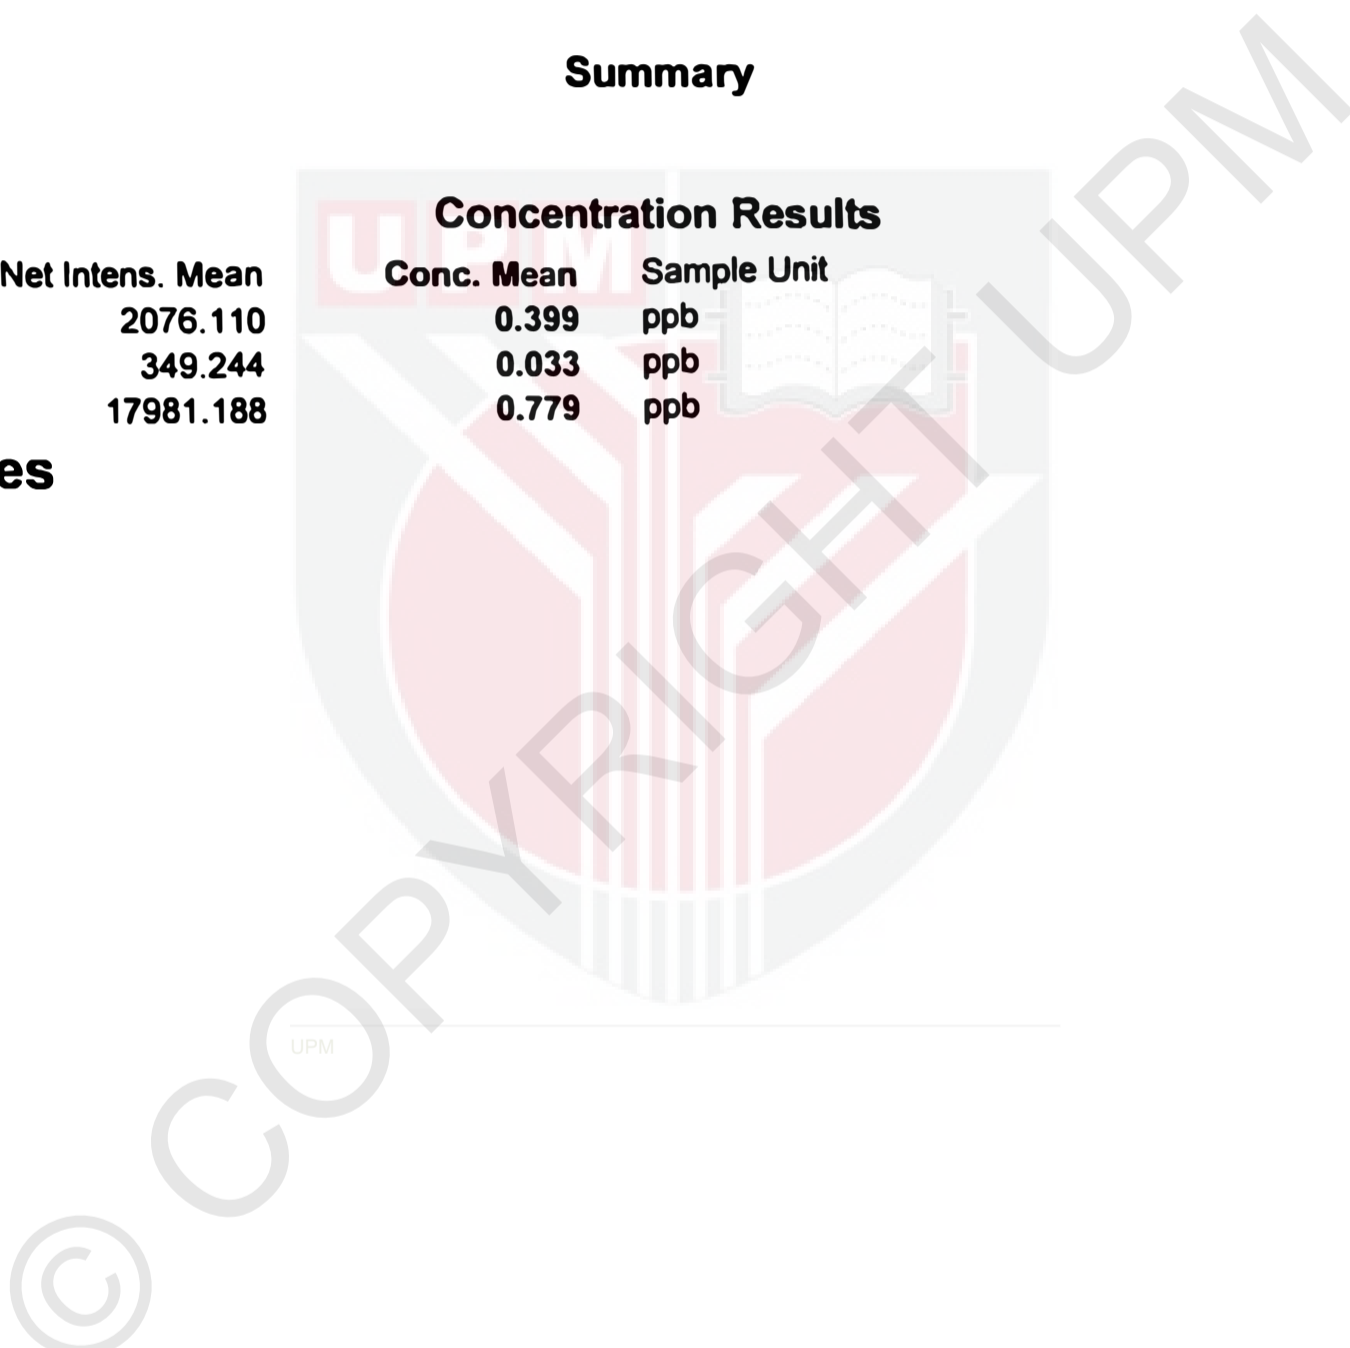 Summary
Concentration Results
Net Intens. Mean Conc. Mean Sample Unit
2076.110 0.399 ppb
349.244 0.033 ppb
17981.188 0.779 ppb
es
UPM
UPM
© COPYRIGHT UPM